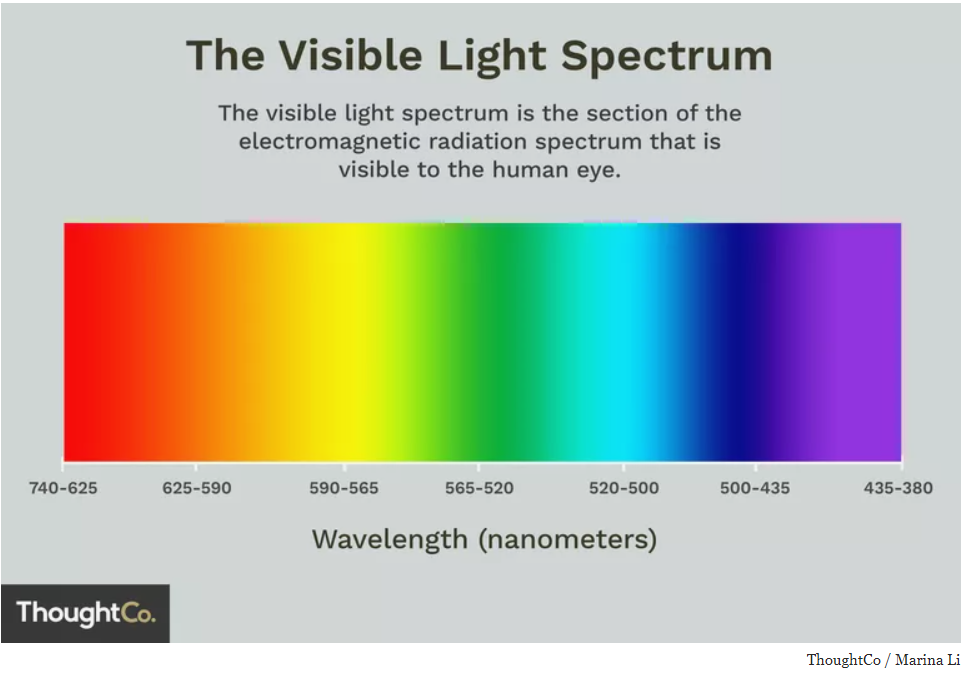 The Visible Light Spectrum
The visible light spectrum is the section of the
electromagnetic radiation spectrum that is
visible to the human eye.
740-625 625-590 590-565 565-520 520-500 500-435 435-380
Wavelength (nanometers)
ThoughtCo.
ThoughtCo / Marina Li